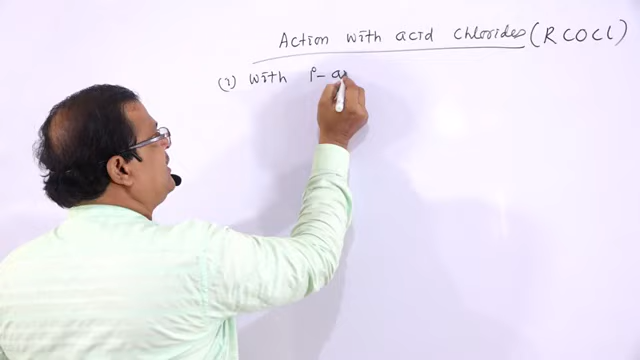 Action with acid chlorides (RCOCl)
(i) With 1°-a